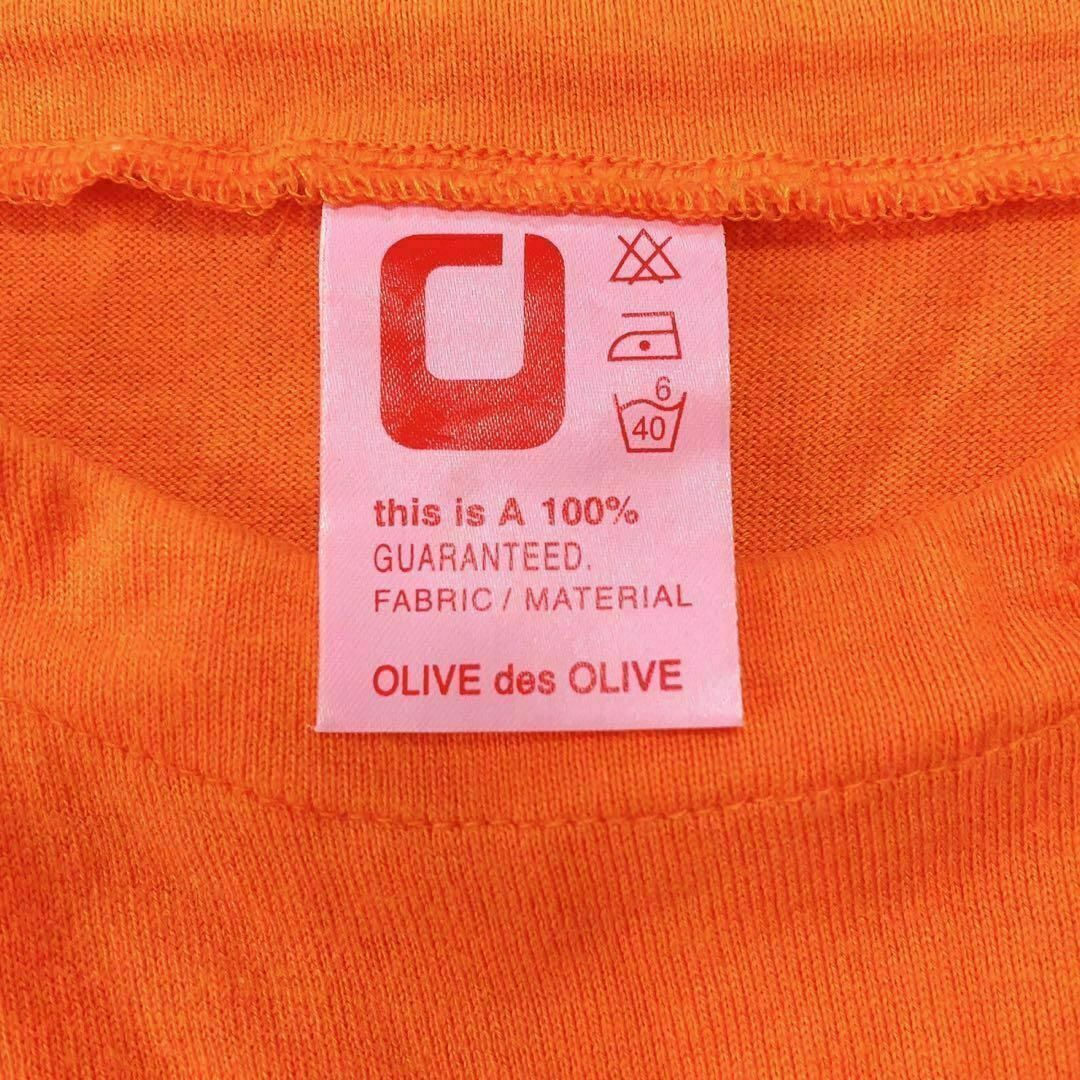 6
40
this is A 100%
GUARANTEED.
FABRIC / MATERIAL
OLIVE des OLIVE